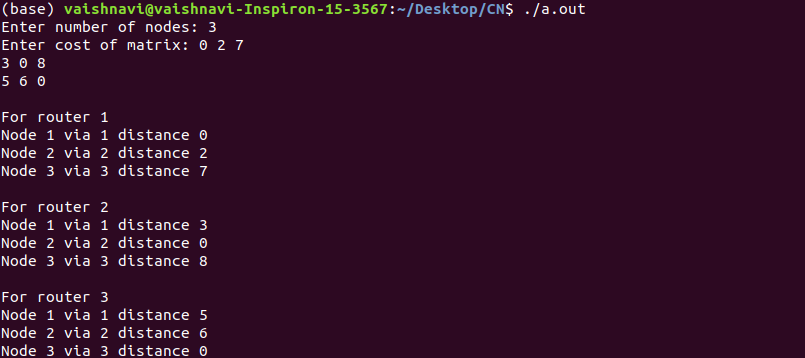 (base) vaishnavi@vaishnavi-Inspiron-15-3567:~/Desktop/CN$ ./a.out
Enter number of nodes: 3
Enter cost of matrix: 0 2 7
3 0 8
5 6 0
For router 1
Node 1 via 1 distance 0
Node 2 via 2 distance 2
Node 3 via 3 distance 7
For router 2
Node 1 via 1 distance 3
Node 2 via 2 distance 0
Node 3 via 3 distance 8
For router 3
Node 1 via 1 distance 5
Node 2 via 2 distance 6
Node 3 via 3 distance 0